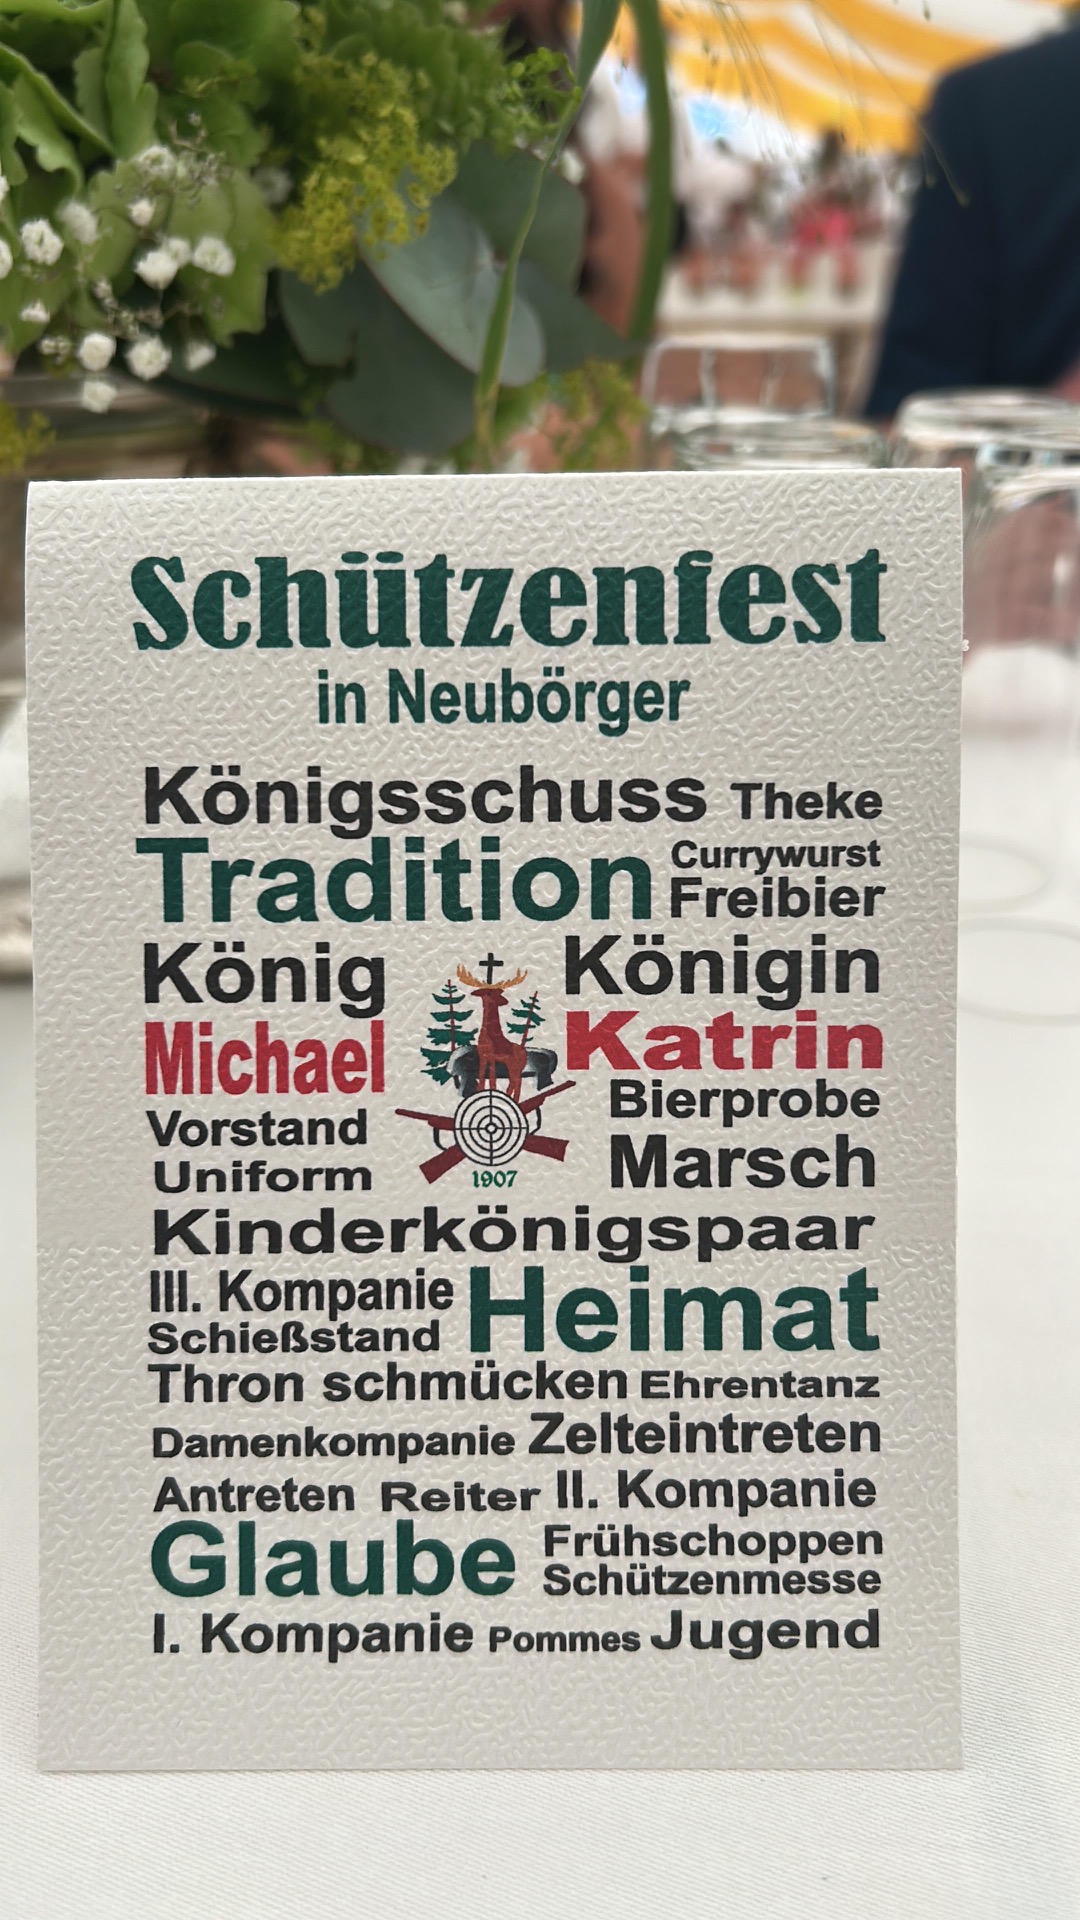 Schützenfest
in Neubörger
Königsschuss Theke
Tradition Currywurst
Freibier
König Königin
Michael Katrin
Vorstand Bierprobe
Uniform Marsch
1907
Kinderkönigspaar
III. Kompanie Heimat
Schießstand
Thron schmücken Ehrentanz
Damenkompanie Zelteintreten
Antreten Reiter II. Kompanie
Glaube Frühschoppen
Schützenmesse
I. Kompanie Pommes Jugend